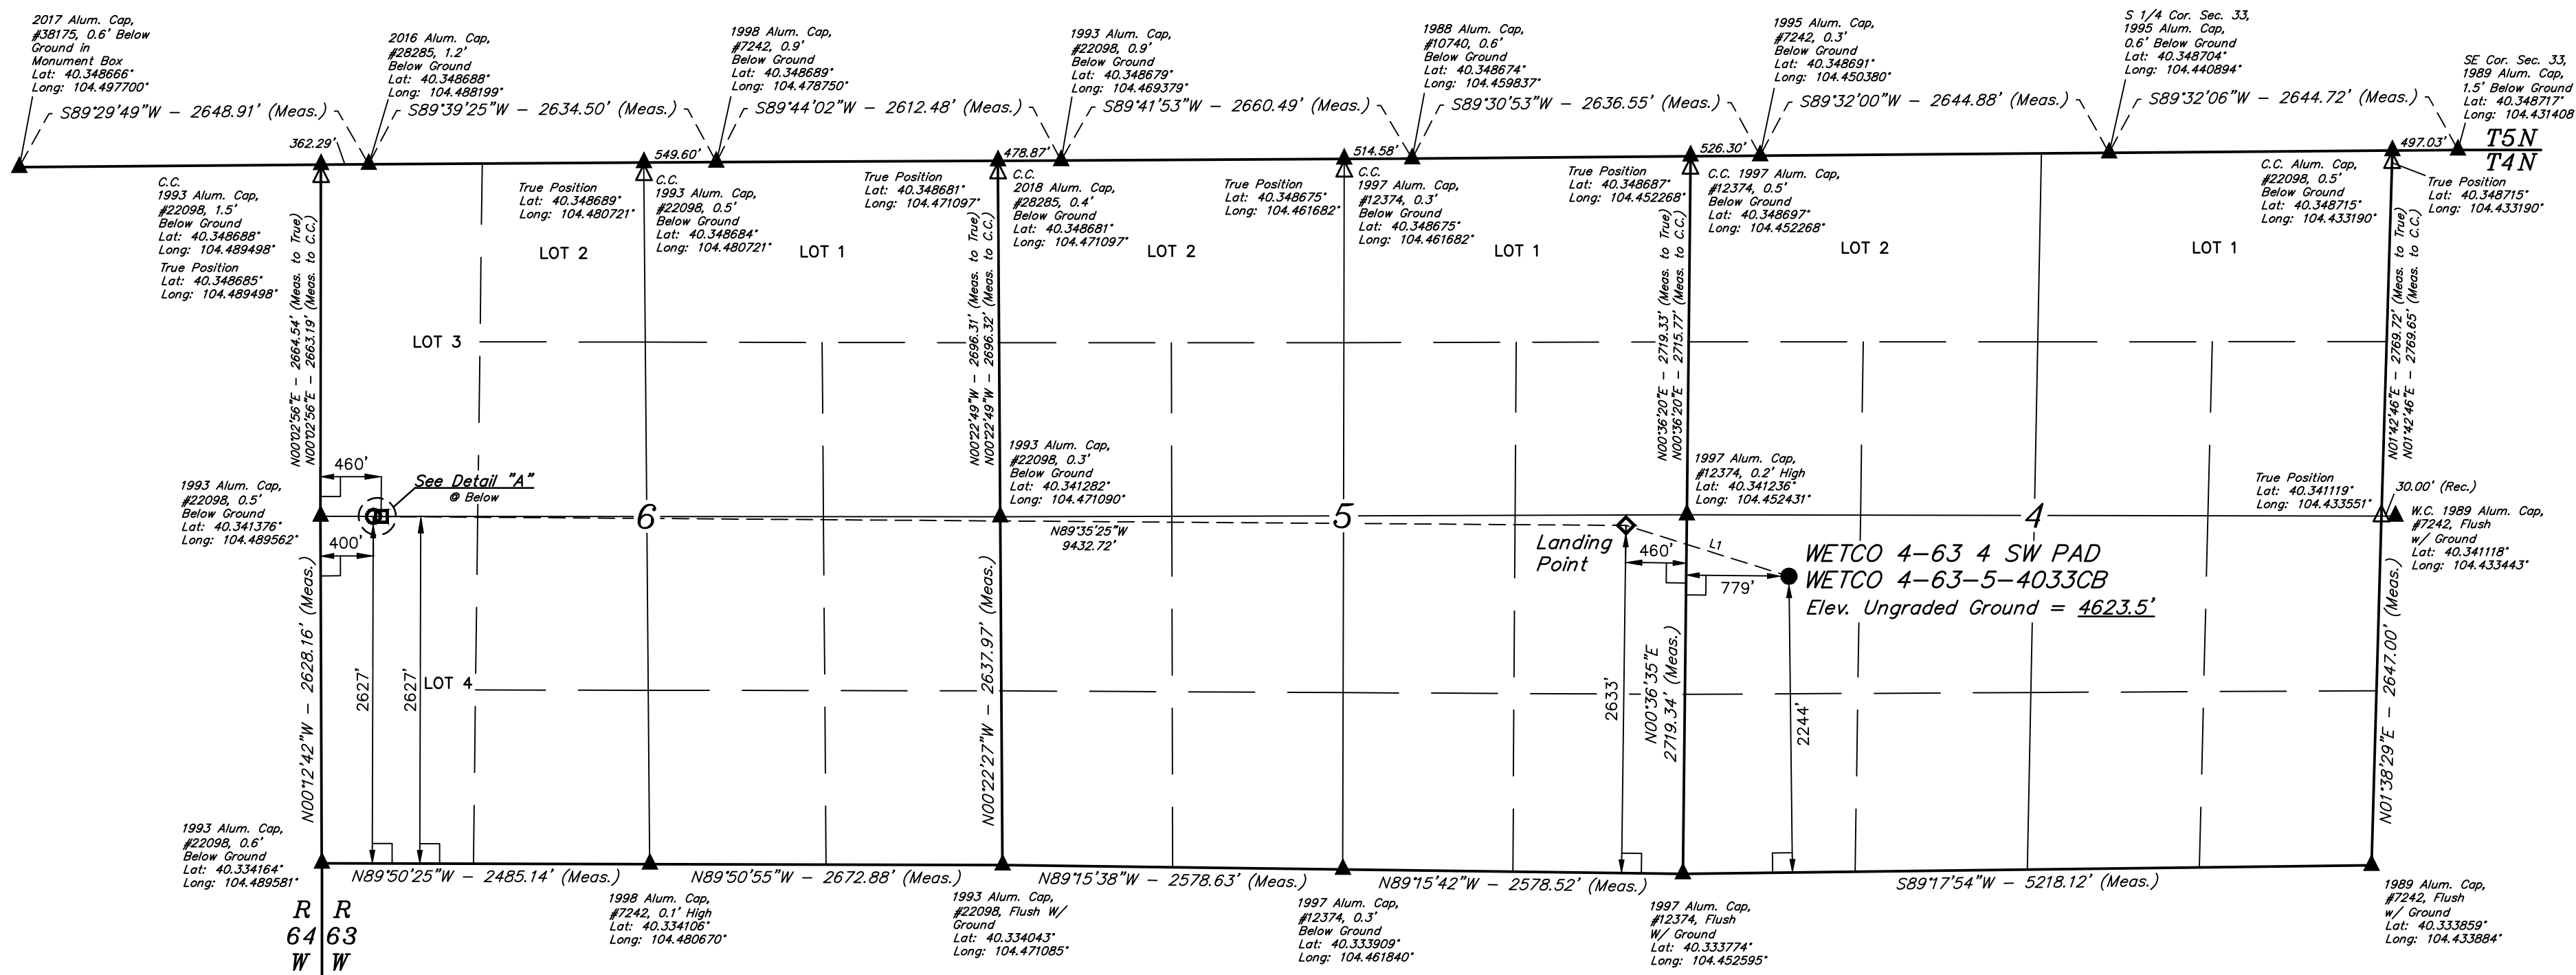 2017 Alum. Cap,
#38175, 0.6' Below
Ground in
Monument Box
Lat: 40.348666°
Long: 104.497700°
2016 Alum. Cap,
#28285, 1.2'
Below Ground
Lat: 40.348688°
Long: 104.488199°
1998 Alum. Cap,
#7242, 0.9'
Below Ground
Lat: 40.348689°
Long: 104.478750°
1993 Alum. Cap,
#22098, 0.9'
Below Ground
Lat: 40.348679°
Long: 104.469379°
1988 Alum. Cap,
#10740, 0.6'
Below Ground
Lat: 40.348674°
Long: 104.459837°
1995 Alum. Cap,
#7242, 0.3'
Below Ground
Lat: 40.348691°
Long: 104.450380°
S 1/4 Cor. Sec. 33,
1995 Alum. Cap,
0.6' Below Ground
Lat: 40.348704°
Long: 104.440894°
SE Cor. Sec. 33,
1989 Alum. Cap,
1.5' Below Ground
Lat: 40.348717°
Long: 104.431408
S89°29'49"W - 2648.91' (Meas.)
S89°39'25"W - 2634.50' (Meas.)
S89°44'02"W - 2612.48' (Meas.)
S89°41'53"W - 2660.49' (Meas.)
S89°30'53"W - 2636.55' (Meas.)
S89°32'00"W - 2644.88' (Meas.)
S89°32'06"W - 2644.72' (Meas.)
362.29'
549.60'
478.87'
514.58'
526.30'
497.03'
T5N
T4N
C.C.
1993 Alum. Cap,
#22098, 1.5'
Below Ground
Lat: 40.348688°
Long: 104.489498°
True Position
Lat: 40.348685°
Long: 104.489498°
True Position
Lat: 40.348689°
Long: 104.480721°
C.C.
1993 Alum. Cap,
#22098, 0.5'
Below Ground
Lat: 40.348684°
Long: 104.480721°
True Position
Lat: 40.348681°
Long: 104.471097°
C.C.
2018 Alum. Cap,
#28285, 0.4'
Below Ground
Lat: 40.348681°
Long: 104.471097°
True Position
Lat: 40.348675°
Long: 104.461682°
C.C.
1997 Alum. Cap,
#12374, 0.3'
Below Ground
Lat: 40.348675°
Long: 104.461682°
True Position
Lat: 40.348687°
Long: 104.452268°
C.C. 1997 Alum. Cap,
#12374, 0.5'
Below Ground
Lat: 40.348697°
Long: 104.452268°
C.C. Alum. Cap,
#22098, 0.5'
Below Ground
Lat: 40.348715°
Long: 104.433190°
True Position
Lat: 40.348715°
Long: 104.433190°
LOT 2
LOT 1
LOT 2
LOT 1
LOT 2
LOT 1
LOT 3
LOT 4
N00°02'56"E - 2664.54' (Meas. to True)
N00°02'56"E - 2663.19' (Meas. to C.C.)
N00°22'49"W - 2696.31' (Meas. to True)
N00°22'49"W - 2696.32' (Meas. to C.C.)
N00°36'20"E - 2719.33' (Meas. to True)
N00°36'20"E - 2715.77' (Meas. to C.C.)
N01°42'46"E - 2769.72' (Meas. to True)
N01°42'46"E - 2769.65' (Meas. to C.C.)
1993 Alum. Cap,
#22098, 0.5'
Below Ground
Lat: 40.341376°
Long: 104.489562°
460'
See Detail "A"
@ Below
400'
6
1993 Alum. Cap,
#22098, 0.3'
Below Ground
Lat: 40.341282°
Long: 104.471090°
N89°35'25"W
9432.72'
5
1997 Alum. Cap,
#12374, 0.2' High
Lat: 40.341236°
Long: 104.452431°
4
True Position
Lat: 40.341119°
Long: 104.433551°
30.00' (Rec.)
W.C. 1989 Alum. Cap,
#7242, Flush
w/ Ground
Lat: 40.341118°
Long: 104.433443°
Landing
Point
460'
L1
779'
WETCO 4-63 4 SW PAD
WETCO 4-63-5-4033CB
Elev. Ungraded Ground = 4623.5'
N00°12'42"W - 2628.16' (Meas.)
2627'
2627'
N00°22'27"W - 2637.97' (Meas.)
2633'
N00°36'35"E
2719.34' (Meas.)
2244'
N01°38'29"E - 2647.00' (Meas.)
1993 Alum. Cap,
#22098, 0.6'
Below Ground
Lat: 40.334164°
Long: 104.489581°
N89°50'25"W - 2485.14' (Meas.)
N89°50'55"W - 2672.88' (Meas.)
N89°15'38"W - 2578.63' (Meas.)
N89°15'42"W - 2578.52' (Meas.)
S89°17'54"W - 5218.12' (Meas.)
R R
64 63
W W
1998 Alum. Cap,
#7242, 0.1' High
Lat: 40.334106°
Long: 104.480670°
1993 Alum. Cap,
#22098, Flush W/
Ground
Lat: 40.334043°
Long: 104.471085°
1997 Alum. Cap,
#12374, 0.3'
Below Ground
Lat: 40.333909°
Long: 104.461840°
1997 Alum. Cap,
#12374, Flush
W/ Ground
Lat: 40.333774°
Long: 104.452595°
1989 Alum. Cap,
#7242, Flush
w/ Ground
Lat: 40.333859°
Long: 104.433884°